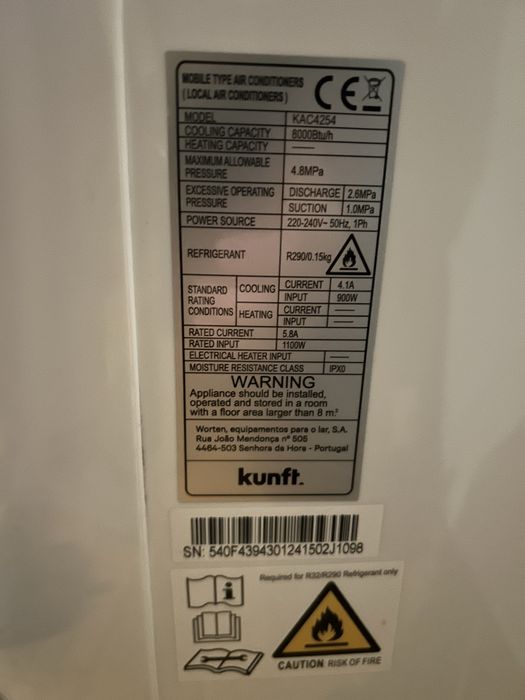 MOBILE TYPE AIR CONDITIONERS
( LOCAL AIR CONDITIONERS )
CE
MODEL KAC4254
COOLING CAPACITY 8000Btu/h
HEATING CAPACITY ——
MAXIMUM ALLOWABLE
PRESSURE 4.8MPa
EXCESSIVE OPERATING
PRESSURE DISCHARGE 2.6MPa
SUCTION 1.0MPa
POWER SOURCE 220-240V~ 50Hz, 1Ph
REFRIGERANT R290/0.15kg
STANDARD
RATING
CONDITIONS
COOLING CURRENT 4.1A
INPUT 900W
HEATING CURRENT ——
INPUT ——
RATED CURRENT 5.8A
RATED INPUT 1100W
ELECTRICAL HEATER INPUT ——
MOISTURE RESISTANCE CLASS IPX0
WARNING
Appliance should be installed,
operated and stored in a room
with a floor area larger than 8 m².
Worten, equipamentos para o lar, S.A.
Rua João Mendonça nº 505
4464-503 Senhora da Hora - Portugal
kunft.
SN: 540F4394301241502J1098
Required for R32/R290 Refrigerant only
CAUTION: RISK OF FIRE